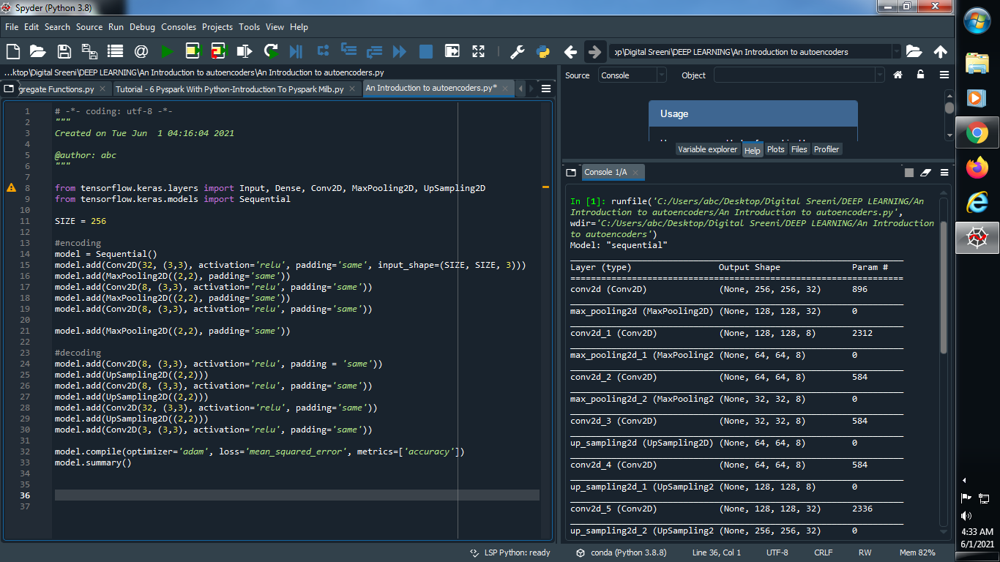 Spyder (Python 3.8)
File Edit Search Source Run Debug Consoles Projects Tools View Help
ɔp\Digital Sreeni\DEEP LEARNING\An Introduction to autoencoders
...ktop\Digital Sreeni\DEEP LEARNING\An Introduction to autoencoders\An Introduction to autoencoders.py
gregate Functions.py Tutorial - 6 Pyspark With Python-Introduction To Pyspark Milb.py An Introduction to autoencoders.py*
1 # -*- coding: utf-8 -*-
2 """
3 Created on Tue Jun  1 04:16:04 2021
4
5 @author: abc
6 """
7
8 from tensorflow.keras.layers import Input, Dense, Conv2D, MaxPooling2D, UpSampling2D
9 from tensorflow.keras.models import Sequential
10
11 SIZE = 256
12
13 #encoding
14 model = Sequential()
15 model.add(Conv2D(32, (3,3), activation='relu', padding='same', input_shape=(SIZE, SIZE, 3)))
16 model.add(MaxPooling2D((2,2), padding='same'))
17 model.add(Conv2D(8, (3,3), activation='relu', padding='same'))
18 model.add(MaxPooling2D((2,2), padding='same'))
19 model.add(Conv2D(8, (3,3), activation='relu', padding='same'))
20
21 model.add(MaxPooling2D((2,2), padding='same'))
22
23 #decoding
24 model.add(Conv2D(8, (3,3), activation='relu', padding = 'same'))
25 model.add(UpSampling2D((2,2)))
26 model.add(Conv2D(8, (3,3), activation='relu', padding='same'))
27 model.add(UpSampling2D((2,2)))
28 model.add(Conv2D(32, (3,3), activation='relu', padding='same'))
29 model.add(UpSampling2D((2,2)))
30 model.add(Conv2D(3, (3,3), activation='relu', padding='same'))
31
32 model.compile(optimizer='adam', loss='mean_squared_error', metrics=['accuracy'])
33 model.summary()
34
35
36
37
Source Console Object
Usage
Variable explorer Help Plots Files Profiler
Console 1/A
In [1]: runfile('C:/Users/abc/Desktop/Digital Sreeni/DEEP LEARNING/An
Introduction to autoencoders/An Introduction to autoencoders.py',
wdir='C:/Users/abc/Desktop/Digital Sreeni/DEEP LEARNING/An Introduction
to autoencoders')
Model: "sequential"
Layer (type) Output Shape Param #
=================================================================
conv2d (Conv2D) (None, 256, 256, 32) 896
max_pooling2d (MaxPooling2D) (None, 128, 128, 32) 0
conv2d_1 (Conv2D) (None, 128, 128, 8) 2312
max_pooling2d_1 (MaxPooling2 (None, 64, 64, 8) 0
conv2d_2 (Conv2D) (None, 64, 64, 8) 584
max_pooling2d_2 (MaxPooling2 (None, 32, 32, 8) 0
conv2d_3 (Conv2D) (None, 32, 32, 8) 584
up_sampling2d (UpSampling2D) (None, 64, 64, 8) 0
conv2d_4 (Conv2D) (None, 64, 64, 8) 584
up_sampling2d_1 (UpSampling2 (None, 128, 128, 8) 0
conv2d_5 (Conv2D) (None, 128, 128, 32) 2336
up_sampling2d_2 (UpSampling2 (None, 256, 256, 32) 0
LSP Python: ready conda (Python 3.8.8) Line 36, Col 1 UTF-8 CRLF RW Mem 82%
4:33 AM
6/1/2021